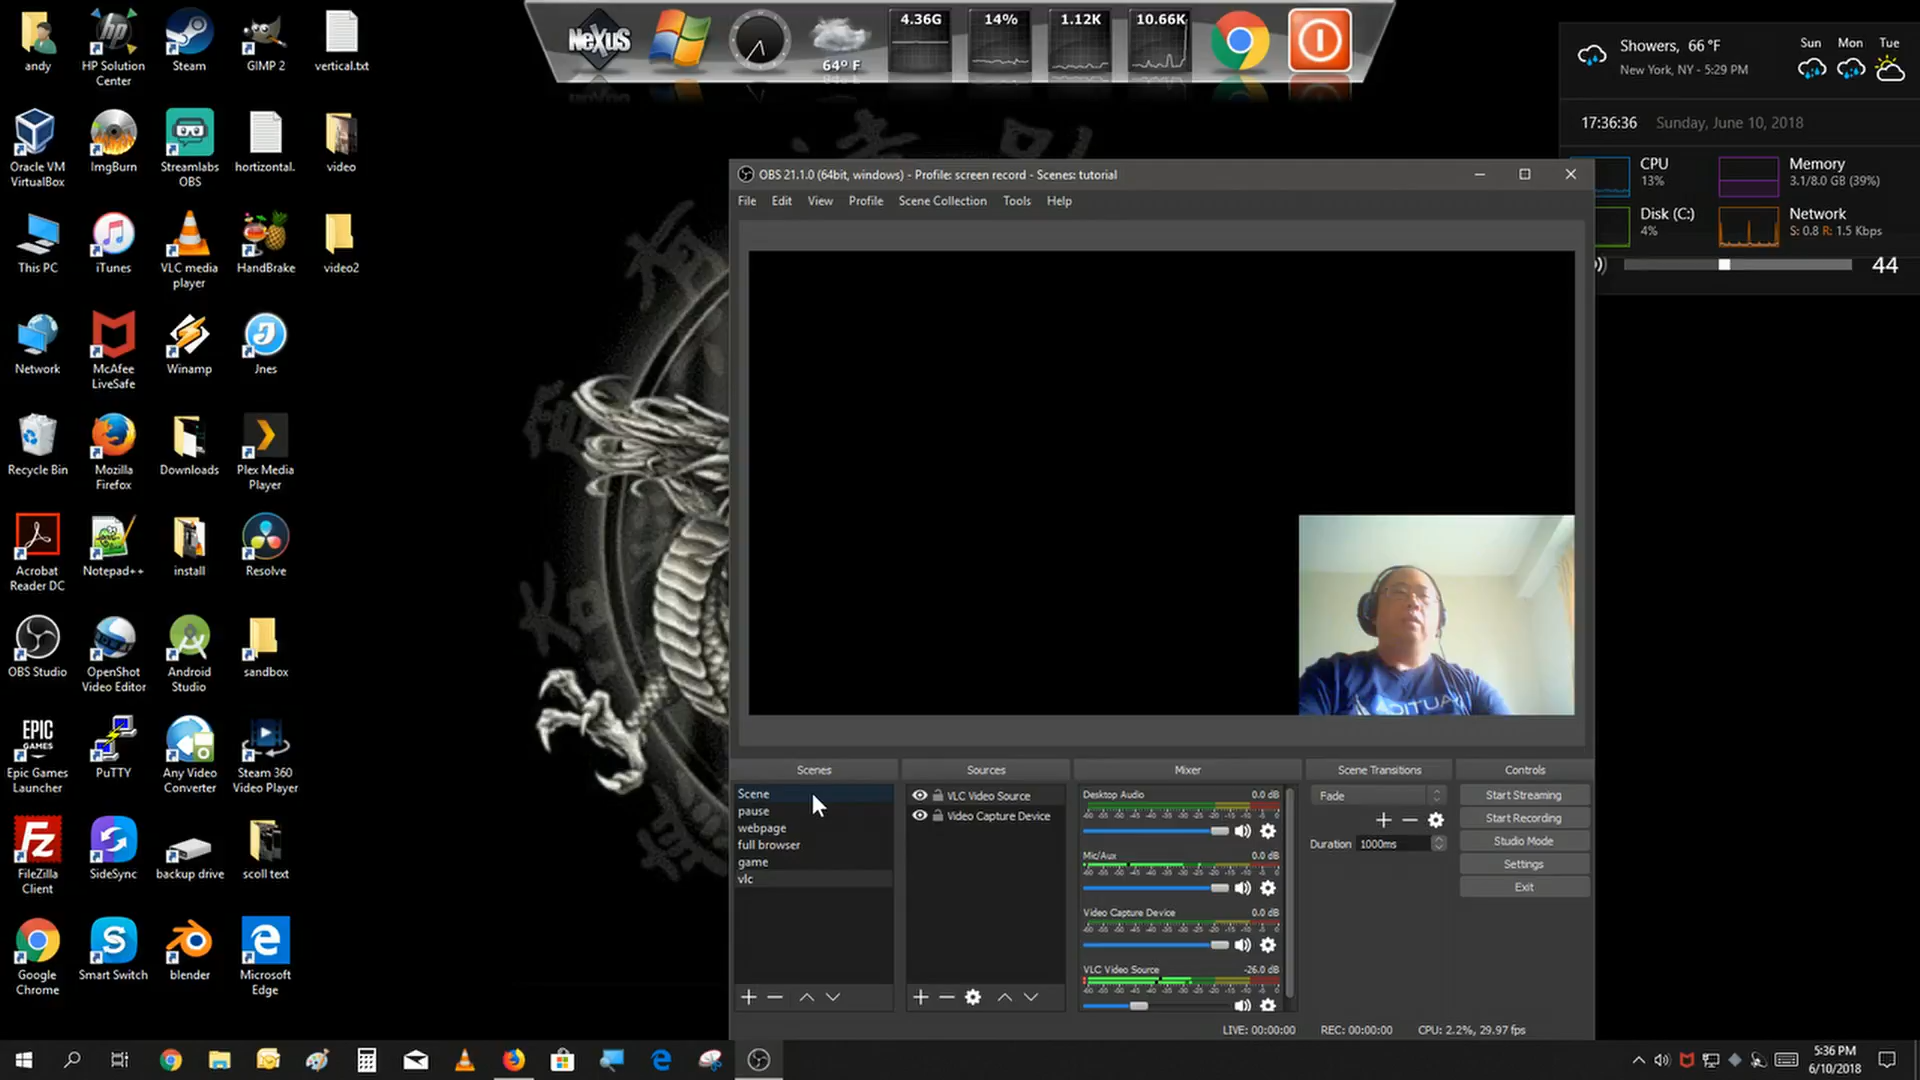 andy
HP Solution Center
Steam
GIMP 2
vertical.txt
Oracle VM VirtualBox
ImgBurn
Streamlabs OBS
hortizontal.
video
This PC
iTunes
VLC media player
HandBrake
video2
Network
McAfee LiveSafe
Winamp
Jnes
Recycle Bin
Mozilla Firefox
Downloads
Plex Media Player
Acrobat Reader DC
Notepad++
install
Resolve
OBS Studio
OpenShot Video Editor
Android Studio
sandbox
EPIC GAMES
Epic Games Launcher
PuTTY
Any Video Converter
Steam 360 Video Player
FileZilla Client
SideSync
backup drive
scoll text
Google Chrome
Smart Switch
blender
Microsoft Edge
NeXuS
64° F
4.36G
14%
1.12K
10.66K
Showers, 66 °F
New York, NY - 5:29 PM
Sun
Mon
Tue
17:36:36 Sunday, June 10, 2018
CPU
13%
Memory
3.1/8.0 GB (39%)
Disk (C:)
4%
Network
S: 0.8 R: 1.5 Kbps
44
OBS 21.1.0 (64bit, windows) - Profile: screen record - Scenes: tutorial
File Edit View Profile Scene Collection Tools Help
Scenes
Scene
pause
webpage
full browser
game
vlc
Sources
VLC Video Source
Video Capture Device
Mixer
Desktop Audio 0.0 dB
Mic/Aux 0.0 dB
Video Capture Device 0.0 dB
VLC Video Source -26.0 dB
Scene Transitions
Fade
Duration 1000ms
Controls
Start Streaming
Start Recording
Studio Mode
Settings
Exit
LIVE: 00:00:00 REC: 00:00:00 CPU: 2.2%, 29.97 fps
5:36 PM
6/10/2018